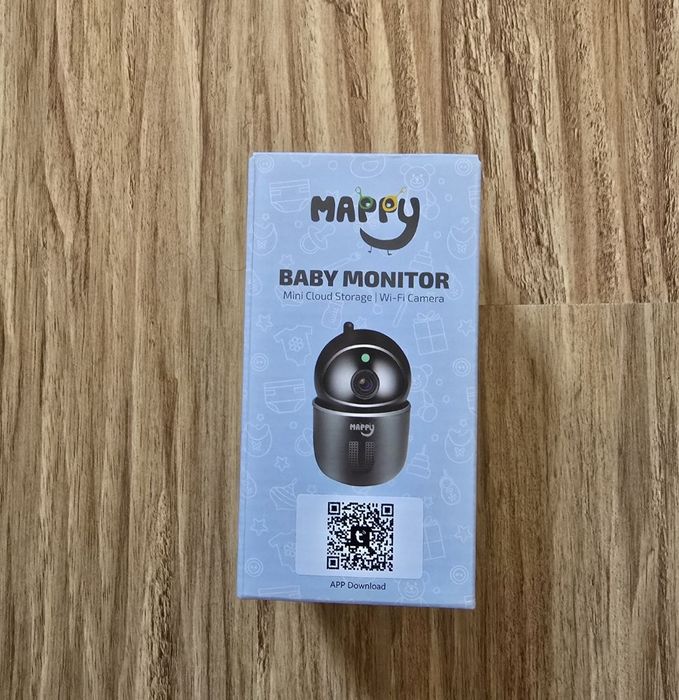 MAPPY
BABY MONITOR
Mini Cloud Storage | Wi-Fi Camera
MAPPY
APP Download